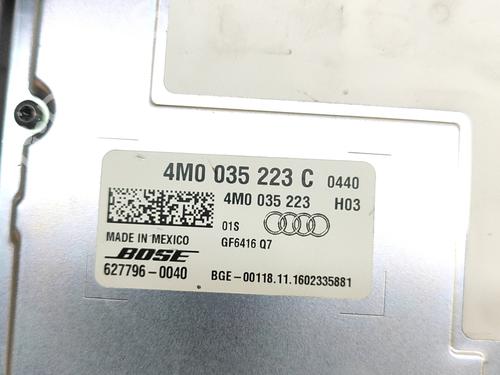 4M0 035 223 C 0440
4M0 035 223 H03
01S
GF6416 Q7
MADE IN MEXICO
BOSE
627796-0040
BGE-00118.11.1602335881